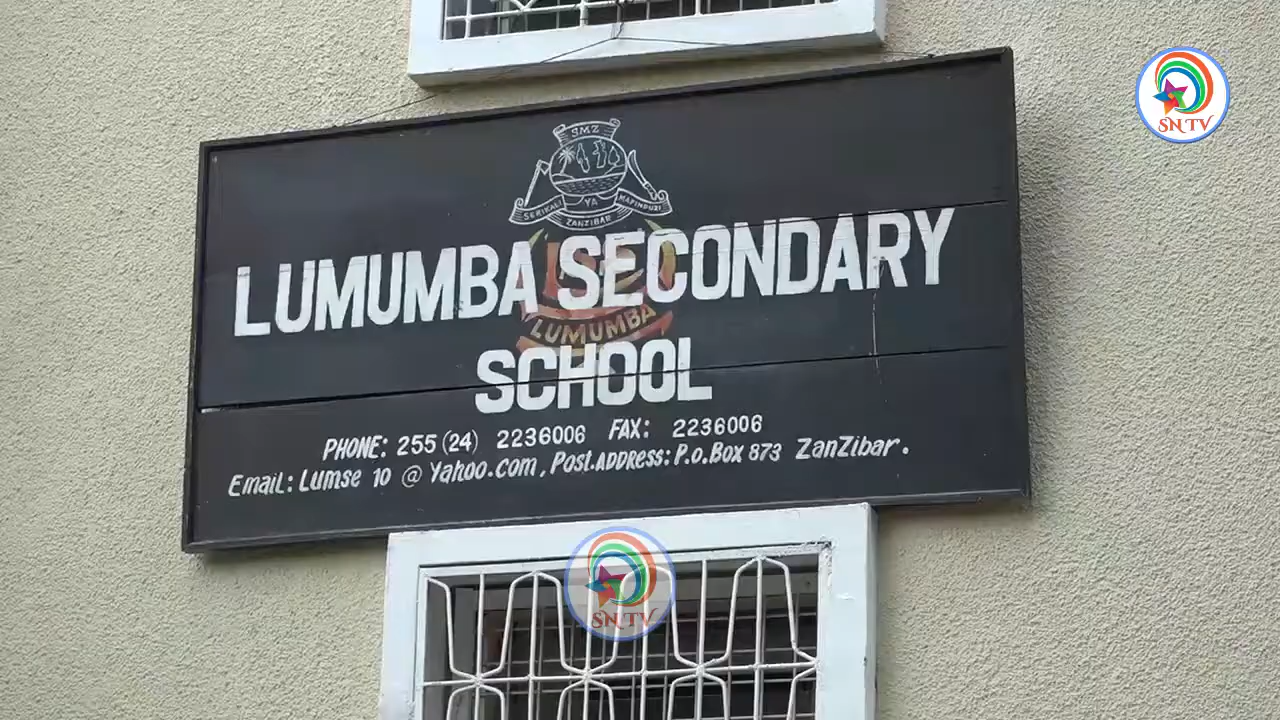 SN TV
SMZ
SERIKALI YA MAPINDUZI
ZANZIBAR
LUMUMBA SECONDARY
LUMUMBA
SCHOOL
PHONE: 255 (24) 2236006 FAX: 2236006
Email: Lumse 10 @ Yahoo.com, Post.ADDRess: P.o.Box 873 ZanZibar.
SN TV